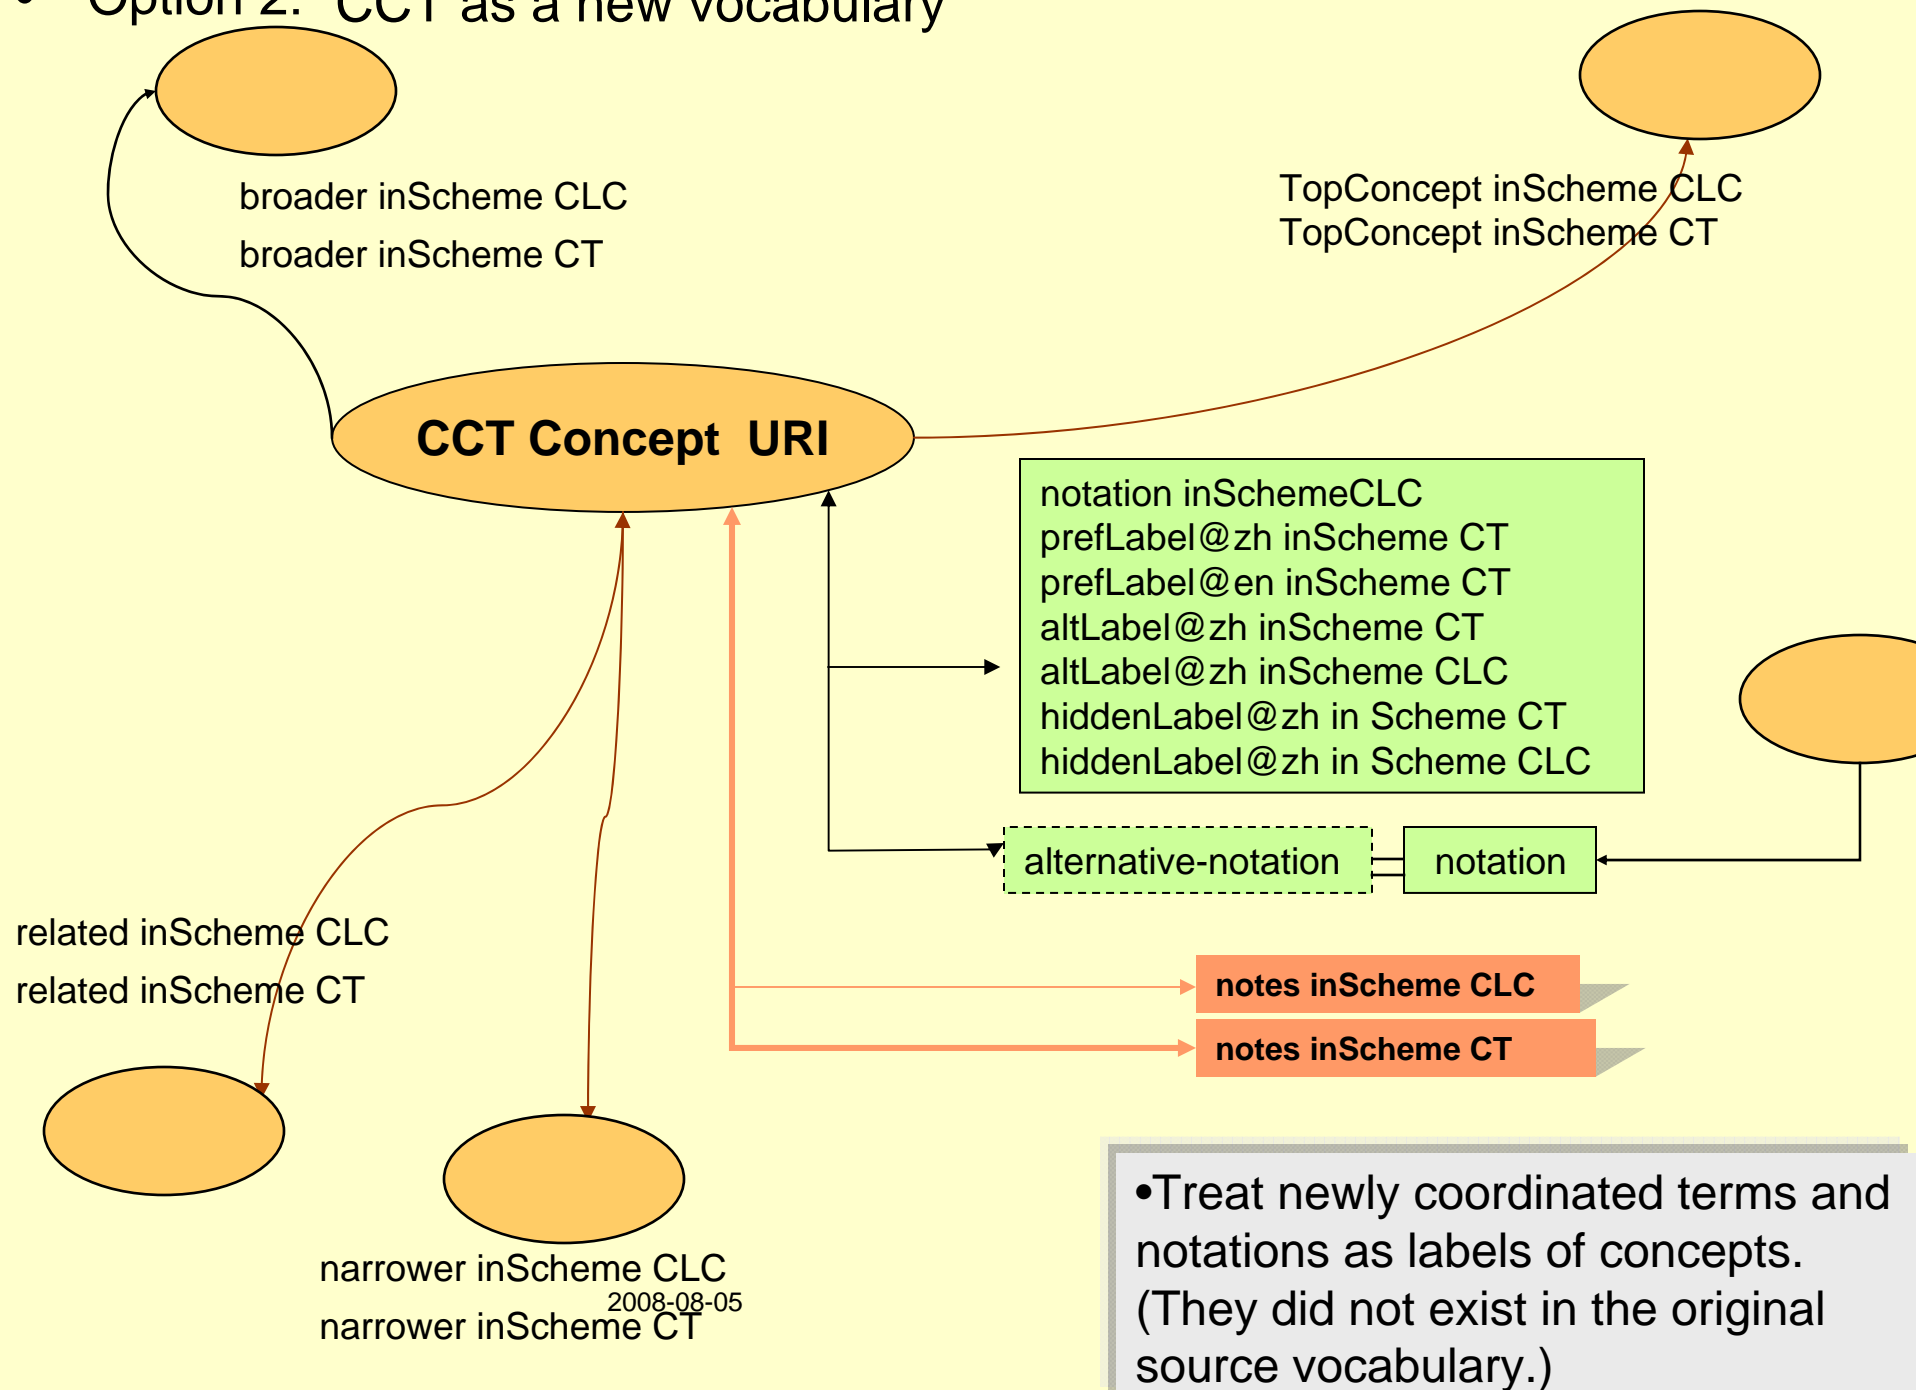 • Option 2: CCT as a new vocabulary
broader inScheme CLC
broader inScheme CT
TopConcept inScheme CLC
TopConcept inScheme CT
CCT Concept URI
notation inSchemeCLC
prefLabel@zh inScheme CT
prefLabel@en inScheme CT
altLabel@zh inScheme CT
altLabel@zh inScheme CLC
hiddenLabel@zh in Scheme CT
hiddenLabel@zh in Scheme CLC
alternative-notation
notation
related inScheme CLC
related inScheme CT
notes inScheme CLC
notes inScheme CT
narrower inScheme CLC
2008-08-05
narrower inScheme CT
•Treat newly coordinated terms and
notations as labels of concepts.
(They did not exist in the original
source vocabulary.)